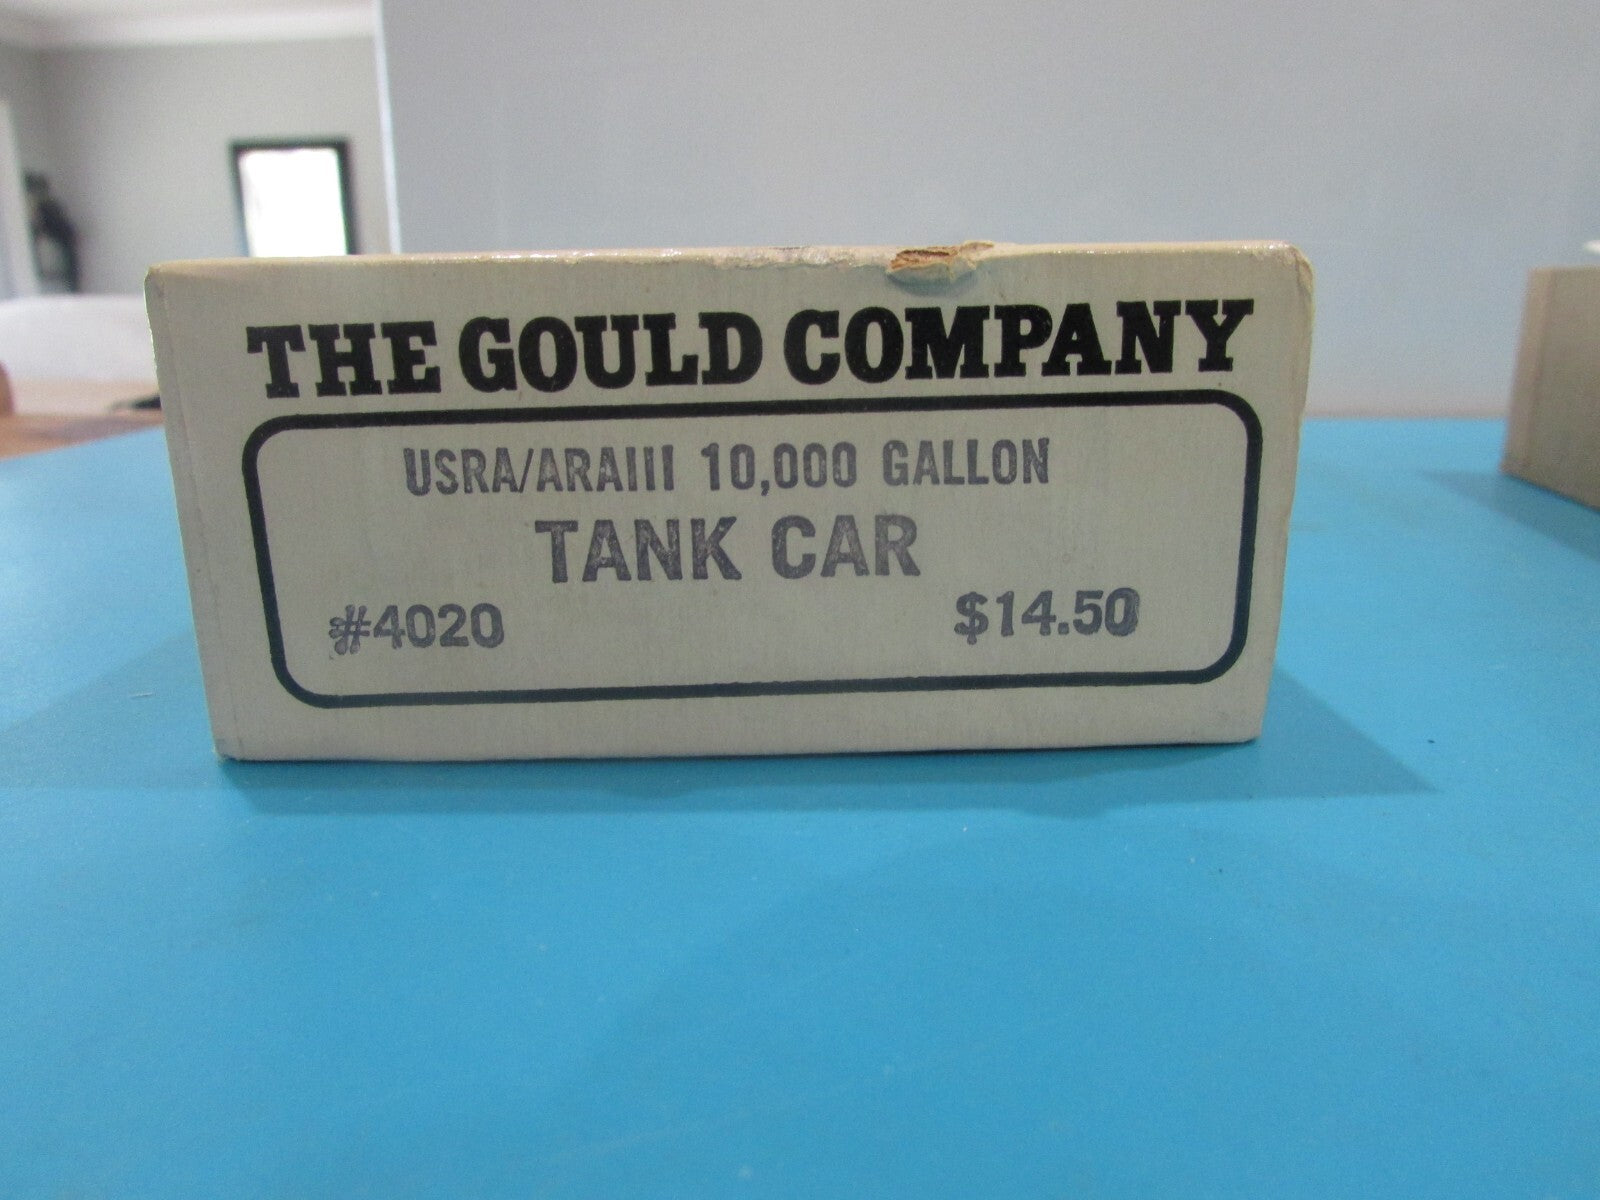 THE GOULD COMPANY
USRA/ARAIII 10,000 GALLON
TANK CAR
#4020 $14.50